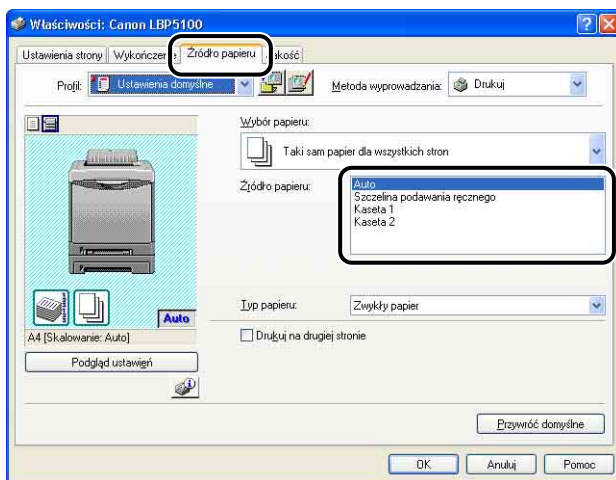 Właściwości: Canon LBP5100
Ustawienia strony Wykończenie Źródło papieru Jakość
Profil: Ustawienia domyślne Metoda wyprowadzania: Drukuj
Wybór papieru:
Taki sam papier dla wszystkich stron
Źródło papieru: Auto
Szczelina podawania ręcznego
Kaseta 1
Kaseta 2
Auto
Typ papieru: Zwykły papier
A4 [Skalowanie: Auto]
Drukuj na drugiej stronie
Podgląd ustawień
Przywróć domyślne
OK Anuluj Pomoc